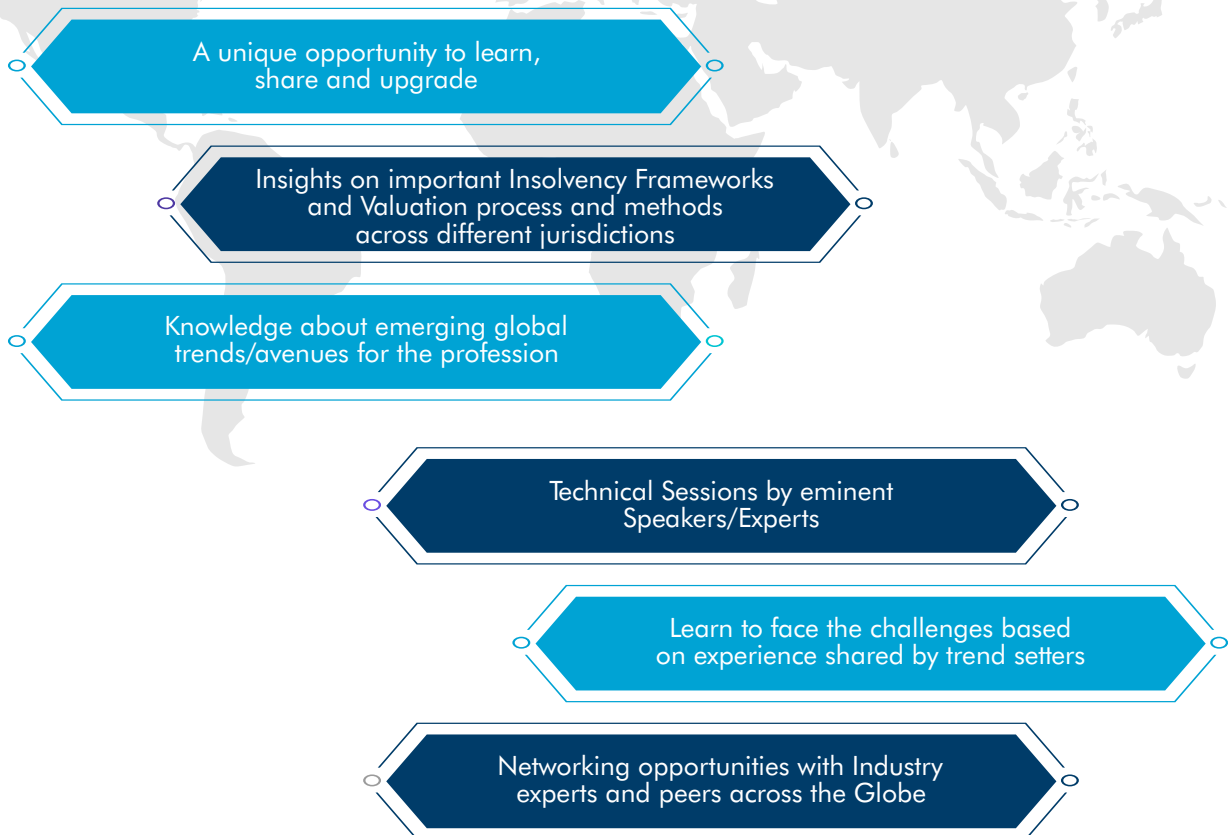 A unique opportunity to learn,
share and upgrade
Insights on important Insolvency Frameworks
and Valuation process and methods
across different jurisdictions
Knowledge about emerging global
trends/avenues for the profession
Technical Sessions by eminent
Speakers/Experts
Learn to face the challenges based
on experience shared by trend setters
Networking opportunities with Industry
experts and peers across the Globe